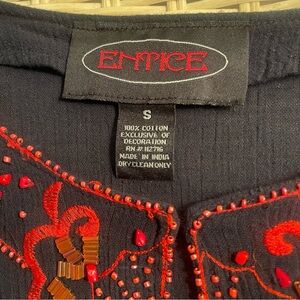 ENTICE
S
100% COTTON
EXCLUSIVE OF
DECORATION
RN # 112716
MADE IN INDIA
DRY CLEAN ONLY